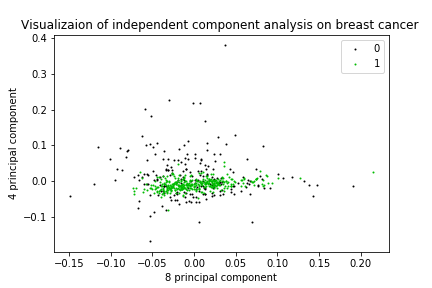 Visualizaion of independent component analysis on breast cancer
0.4
0
1
0.3
0.2
0.1
0.0
−0.1
4 principal component
−0.15 −0.10 −0.05 0.00 0.05 0.10 0.15 0.20
8 principal component